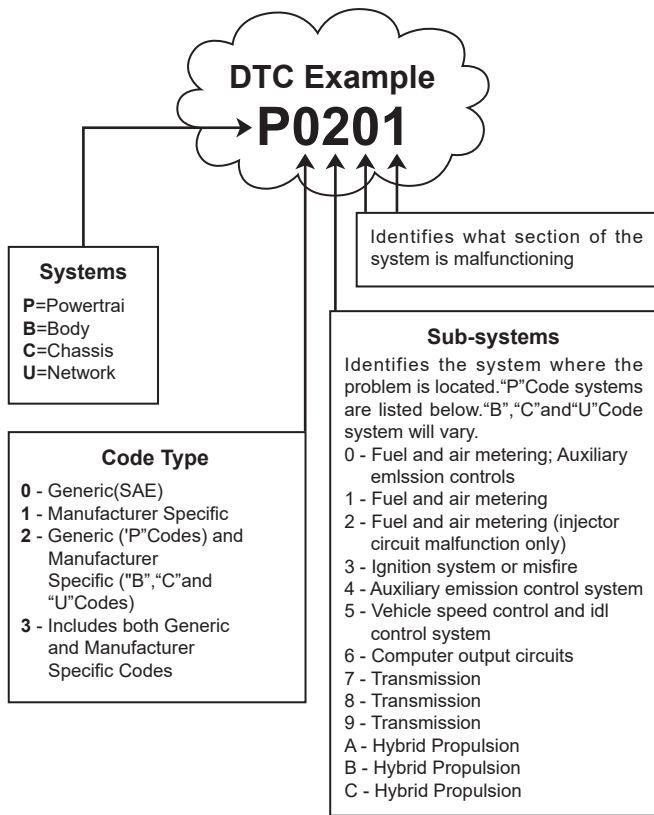 DTC Example
P0201
Identifies what section of the
system is malfunctioning
Systems
P=Powertrai
B=Body
C=Chassis
U=Network
Sub-systems
Identifies the system where the
problem is located.“P”Code systems
are listed below.“B”,“C”and“U”Code
system will vary.
0 - Fuel and air metering; Auxiliary
emlssion controls
1 - Fuel and air metering
2 - Fuel and air metering (injector
circuit malfunction only)
3 - Ignition system or misfire
4 - Auxiliary emission control system
5 - Vehicle speed control and idl
control system
6 - Computer output circuits
7 - Transmission
8 - Transmission
9 - Transmission
A - Hybrid Propulsion
B - Hybrid Propulsion
C - Hybrid Propulsion
Code Type
0 - Generic(SAE)
1 - Manufacturer Specific
2 - Generic ('P”Codes) and
Manufacturer
Specific ("B”,“C”and
“U”Codes)
3 - Includes both Generic
and Manufacturer
Specific Codes